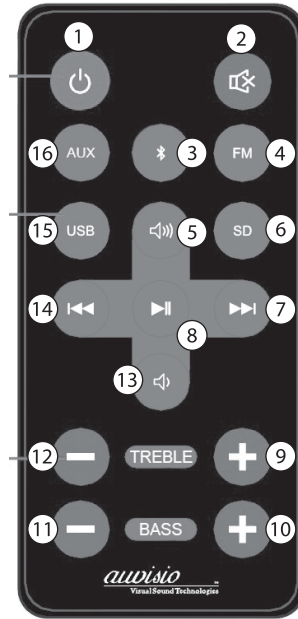 1 2
16 AUX 3 4 FM
15 USB 5 SD 6
14 7
8
13
12 TREBLE 9
11 BASS 10
auvisio ™
Visual Sound Technologies